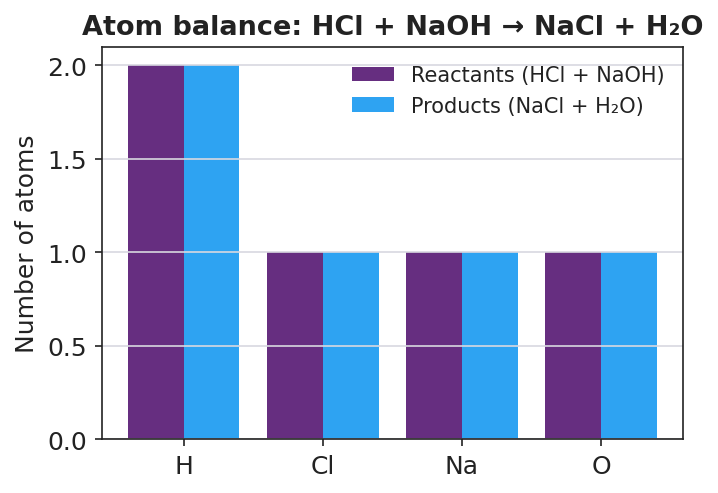 Atom balance: HCl + NaOH → NaCl + H₂O
Reactants (HCl + NaOH)
Products (NaCl + H₂O)
Number of atoms
2.0
1.5
1.0
0.5
0.0
H
Cl
Na
O